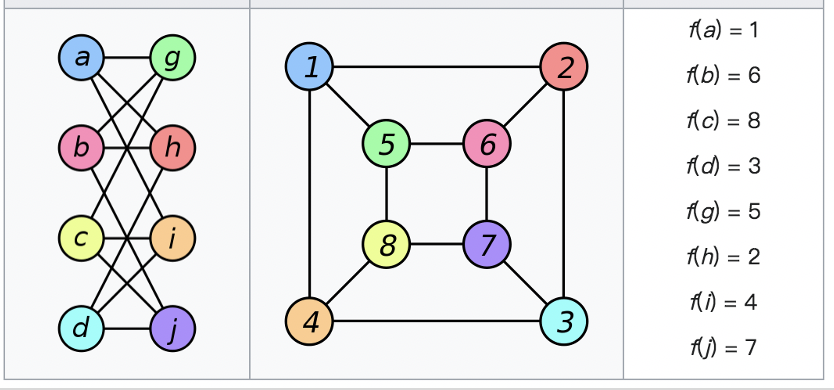 a
g
b
h
c
i
d
j
1
2
5
6
8
7
4
3
f(a) = 1
f(b) = 6
f(c) = 8
f(d) = 3
f(g) = 5
f(h) = 2
f(i) = 4
f(j) = 7